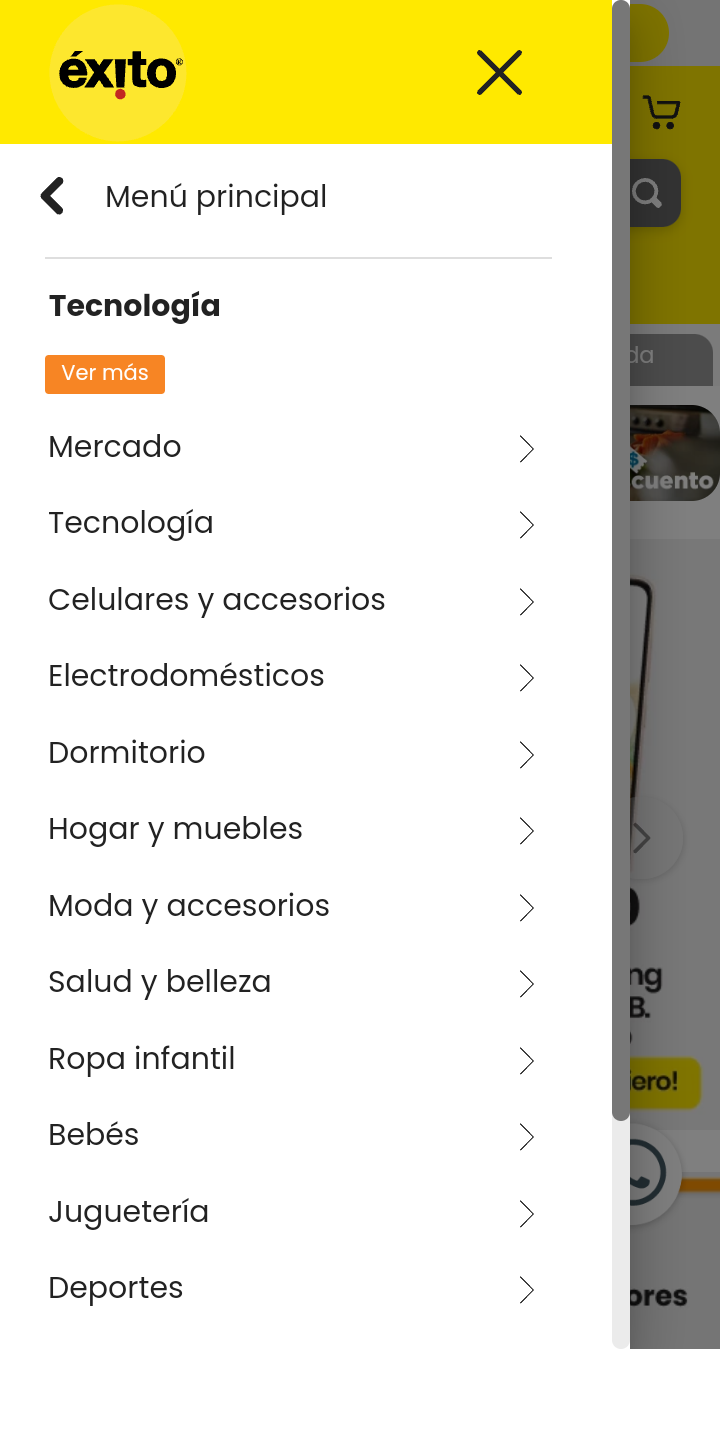 éxito®
Menú principal
Tecnología
Ver más
Mercado
Tecnología
Celulares y accesorios
Electrodomésticos
Dormitorio
Hogar y muebles
Moda y accesorios
Salud y belleza
Ropa infantil
Bebés
Juguetería
Deportes
da
cuento
ng
B.
iero!
ores